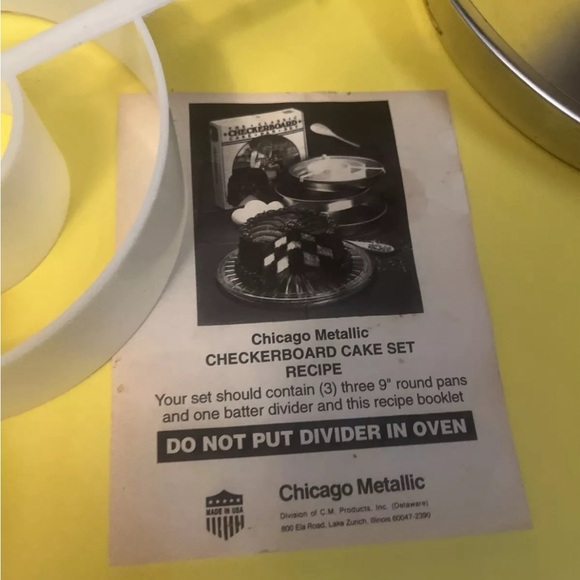 CHECKERBOARD
Chicago Metallic
CHECKERBOARD CAKE SET
RECIPE
Your set should contain (3) three 9" round pans
and one batter divider and this recipe booklet
DO NOT PUT DIVIDER IN OVEN
MADE IN USA
Chicago Metallic
Division of C.M. Products, Inc. (Delaware)
800 Ela Road, Lake Zurich, Illinois 60047-2390